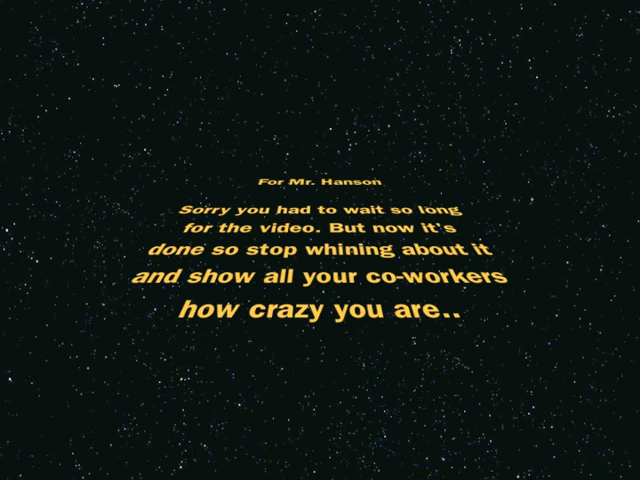 For Mr. Hanson
Sorry you had to wait so long
for the video. But now it's
done so stop whining about it
and show all your co-workers
how crazy you are..